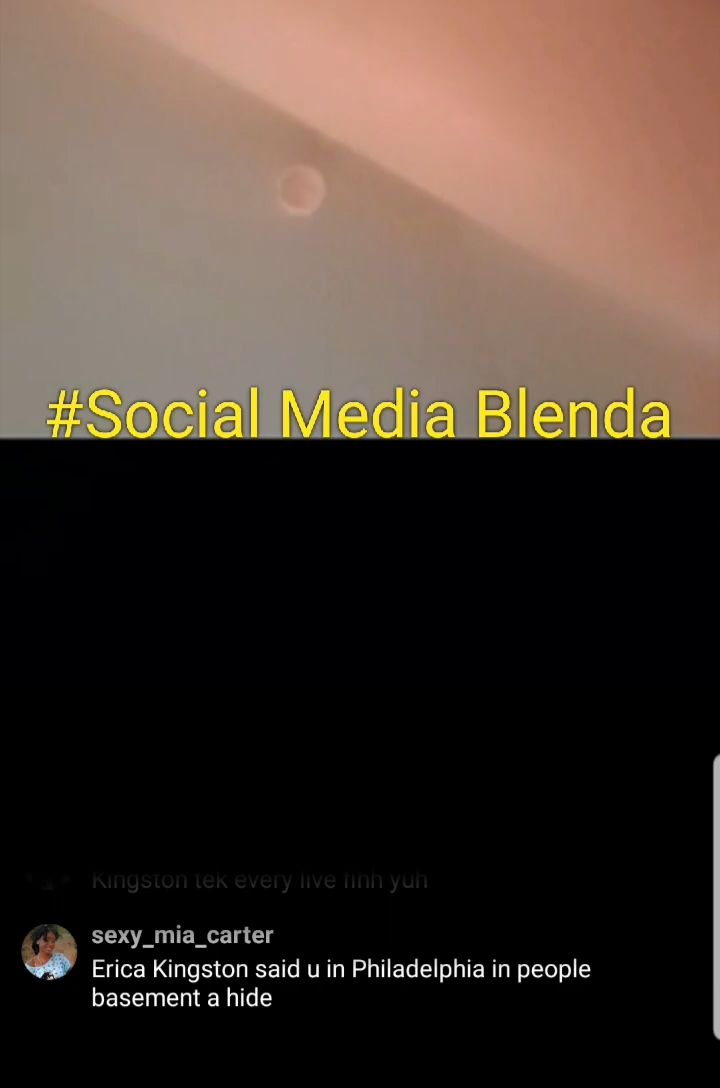 #Social Media Blenda
Kingston tek every live fihh yuh
sexy_mia_carter
Erica Kingston said u in Philadelphia in people
basement a hide